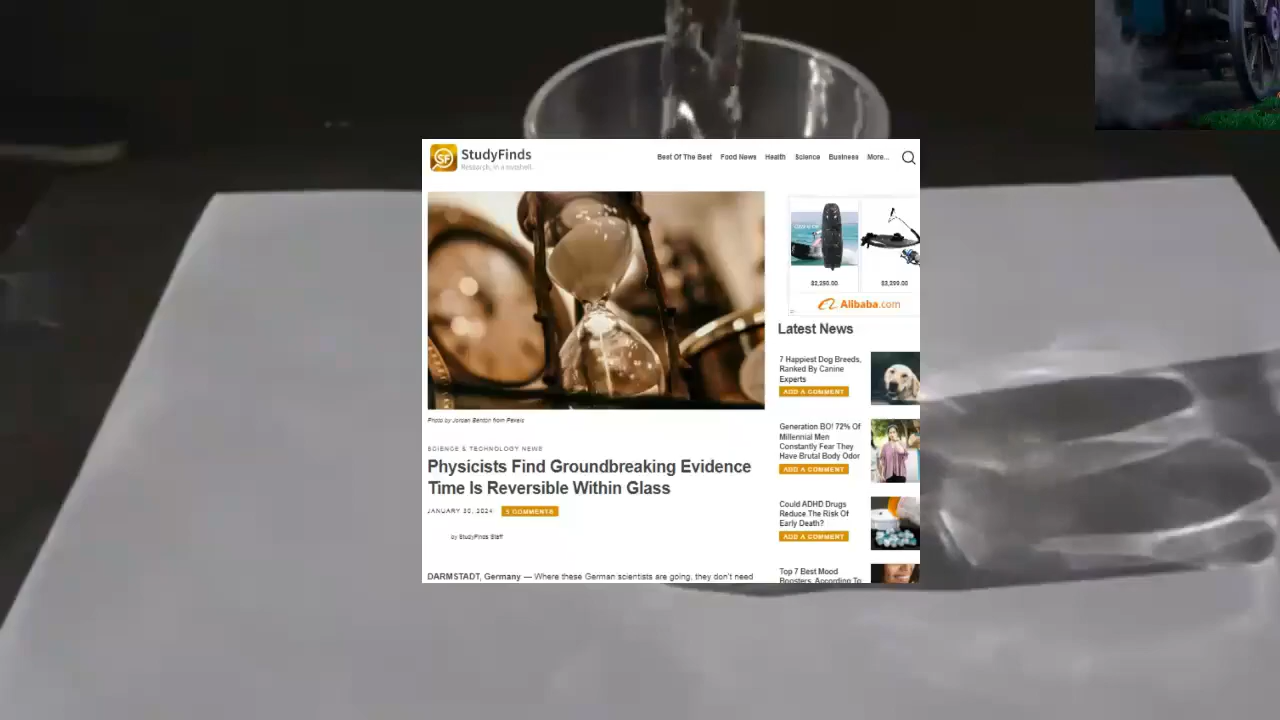 StudyFinds
Research, in a nutshell.
Best Of The Best Food News Health Science Business More...
$2,290.00
Alibaba.com
Latest News
7 Happiest Dog Breeds,
Ranked By Canine
Experts
ADD A COMMENT
Photo by Jordan Benton from Pexels
Generation BO! 72% Of
Millennial Men
Constantly Fear They
Have Brutal Body Odor
ADD A COMMENT
SCIENCE & TECHNOLOGY NEWS
Physicists Find Groundbreaking Evidence
Time Is Reversible Within Glass
JANUARY 30, 2024 5 COMMENTS
by StudyFinds Staff
Could ADHD Drugs
Reduce The Risk Of
Early Death?
ADD A COMMENT
Top 7 Best Mood
Boosters, According To
DARMSTADT, Germany — Where these German scientists are going, they don't need